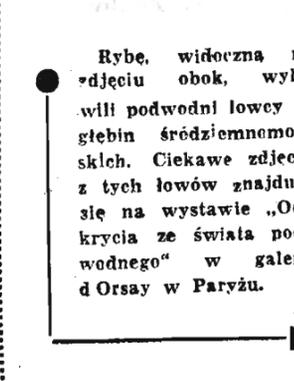 Rybę, widoczną
zdjęciu obok, wył
wili podwodni łowcy
głębin śródziemnomo
skich. Ciekawe zdjęc
z tych łowów znajdu
się na wystawie „Od
krycia ze świata po
wodnego" w galer
d Orsay w Paryżu.